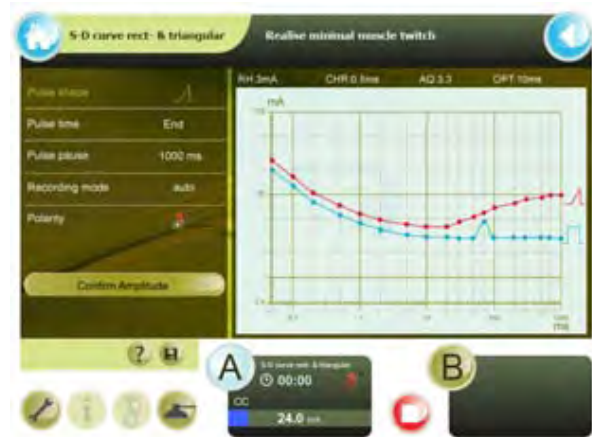 S-D curve rect- & triangular
Realise minimal muscle twitch
Pulse shape
Pulse time End
Pulse pause 1000 ms
Recording mode auto
Polarity
Confirm Amplitude
RH 3mA CHR 0.5ms AQ 3.3 OPT 10ms
mA
ms
?
A
S-D curve rect- & triangular
00:00
CC
24.0 mA
B